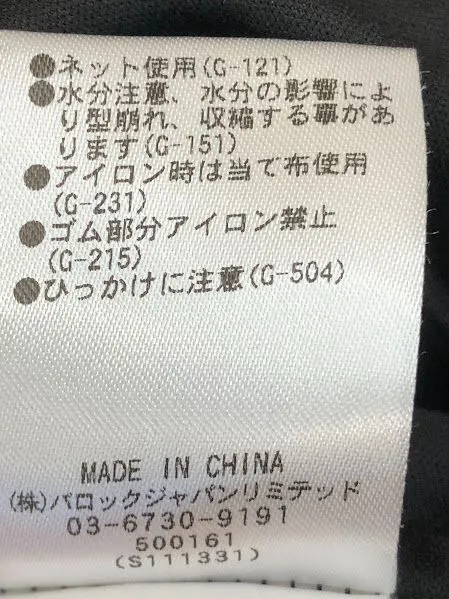 ●ネット使用(G-121)
●水分注意、水分の影響によ
り型崩れ、収縮する事があ
ります(G-151)
●アイロン時は当て布使用
(G-231)
●ゴム部分アイロン禁止
(G-215)
●ひっかけに注意(G-504)
MADE IN CHINA
(株)バロックジャパンリミテッド
03-6730-9191
500161
(S111331)